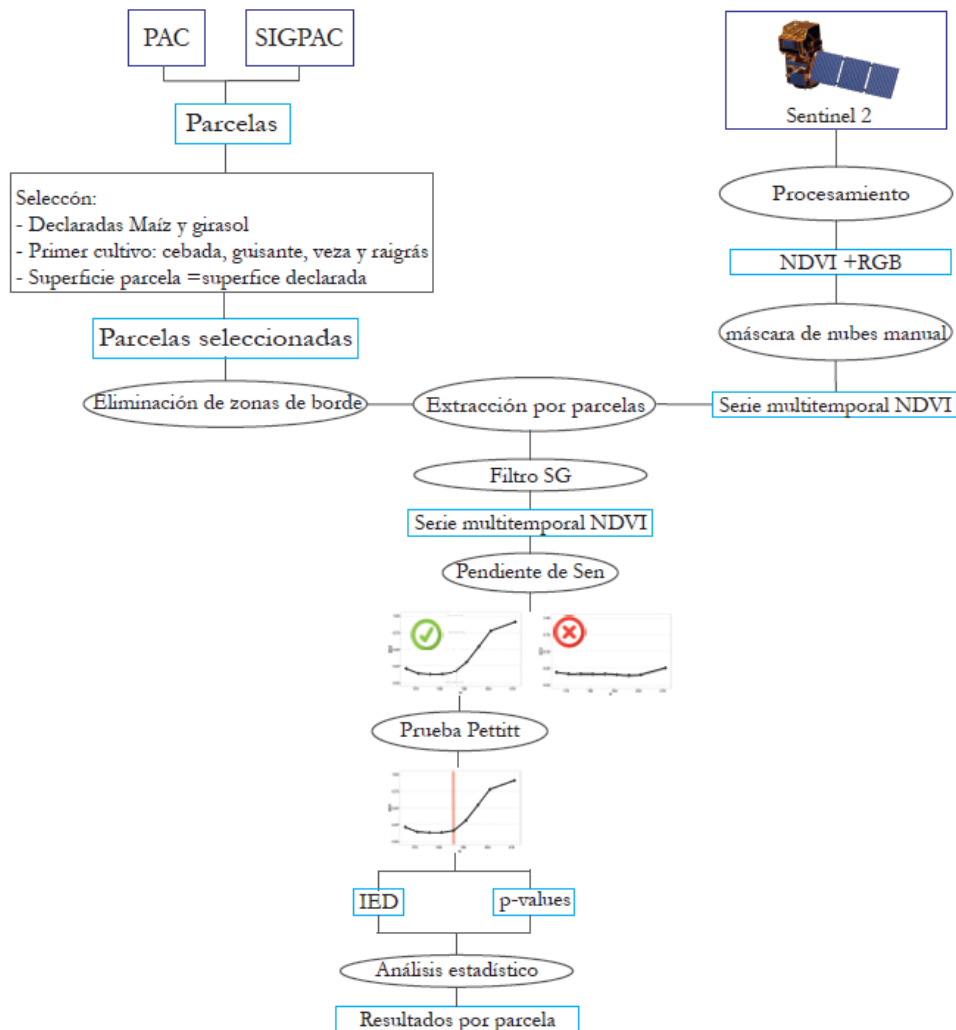 PAC
SIGPAC
Sentinel 2
Parcelas
Procesamiento
Seleccón:
- Declaradas Maíz y girasol
- Primer cultivo: cebada, guisante, veza y raigrás
- Superficie parcela =superfice declarada
NDVI +RGB
Parcelas seleccionadas
máscara de nubes manual
Eliminación de zonas de borde
Extracción por parcelas
Serie multitemporal NDVI
Filtro SG
Serie multitemporal NDVI
Pendiente de Sen
Prueba Pettitt
IED
p-values
Análisis estadístico
Resultados por parcela